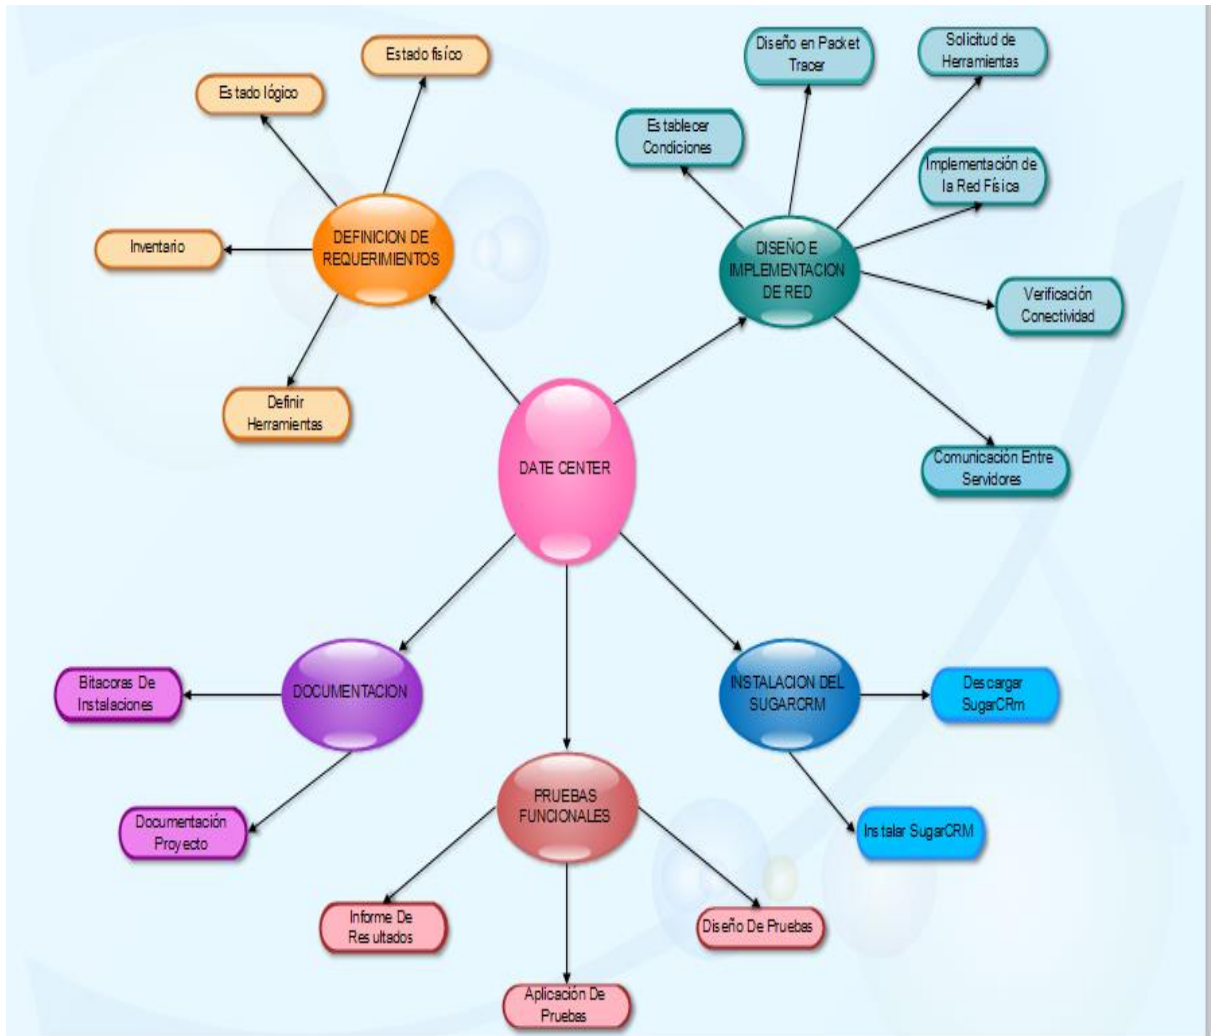 Estado fisíco
Estado lógico
Inventario
Definir
Herramientas
DEFINICION DE
REQUERIMIENTOS
Diseño en Packet
Tracer
Solicitud de
Herramientas
Establecer
Condiciones
Implementación de
la Red Física
DISEÑO E
IMPLEMENTACION
DE RED
Verificación
Conectividad
Comunicación Entre
Servidores
DATE CENTER
Bitacoras De
Instalaciones
DOCUMENTACION
Documentación
Proyecto
INSTALACION DEL
SUGARCRM
Descargar
SugarCRm
Instalar SugarCRM
PRUEBAS
FUNCIONALES
Informe De
Resultados
Diseño De Pruebas
Aplicación De
Pruebas